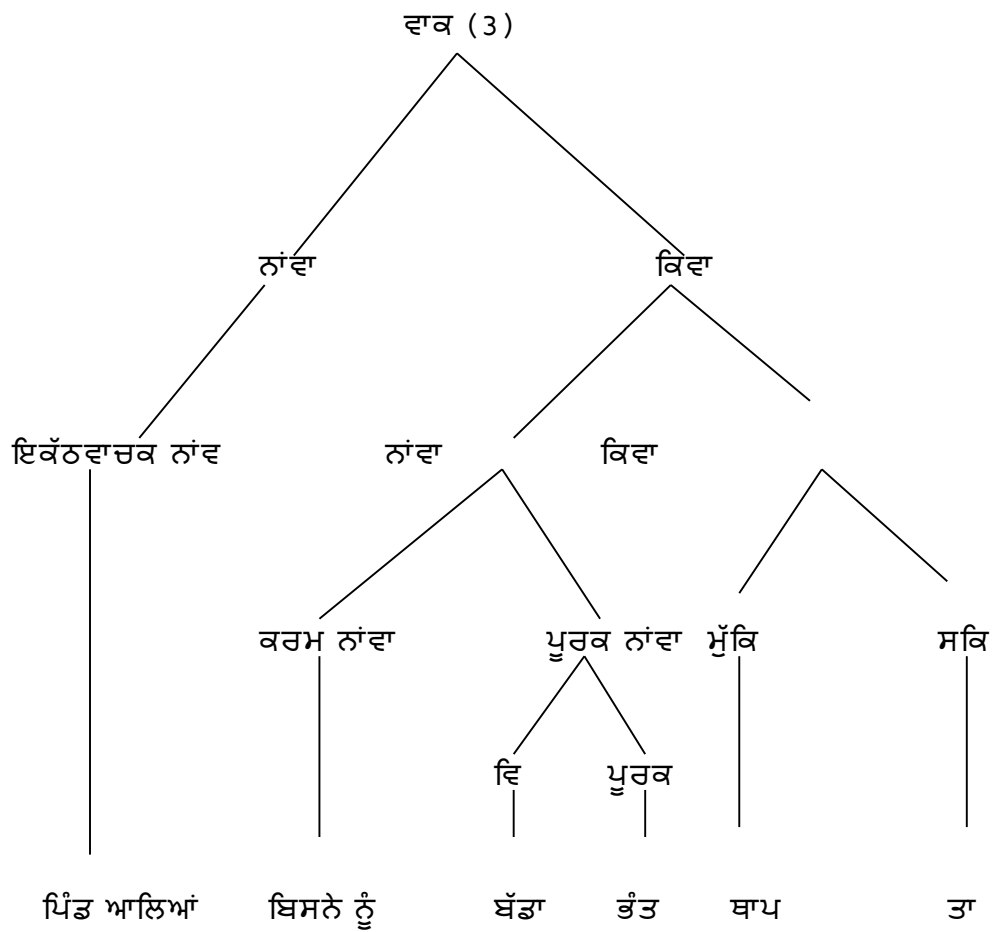 ਵਾਕ (3)
ਨਾਂਵਾ ਕਿਵਾ
ਇਕੱਠਵਾਚਕ ਨਾਂਵ ਨਾਂਵਾ ਕਿਵਾ
ਕਰਮ ਨਾਂਵਾ ਪੂਰਕ ਨਾਂਵਾ ਮੁੱਕਿ ਸਕਿ
ਵਿ ਪੂਰਕ
ਪਿੰਡ ਆਲਿਆਂ ਬਿਸਨੇ ਨੂੰ ਬੱਡਾ ਭੰਤ ਥਾਪ ਤਾ